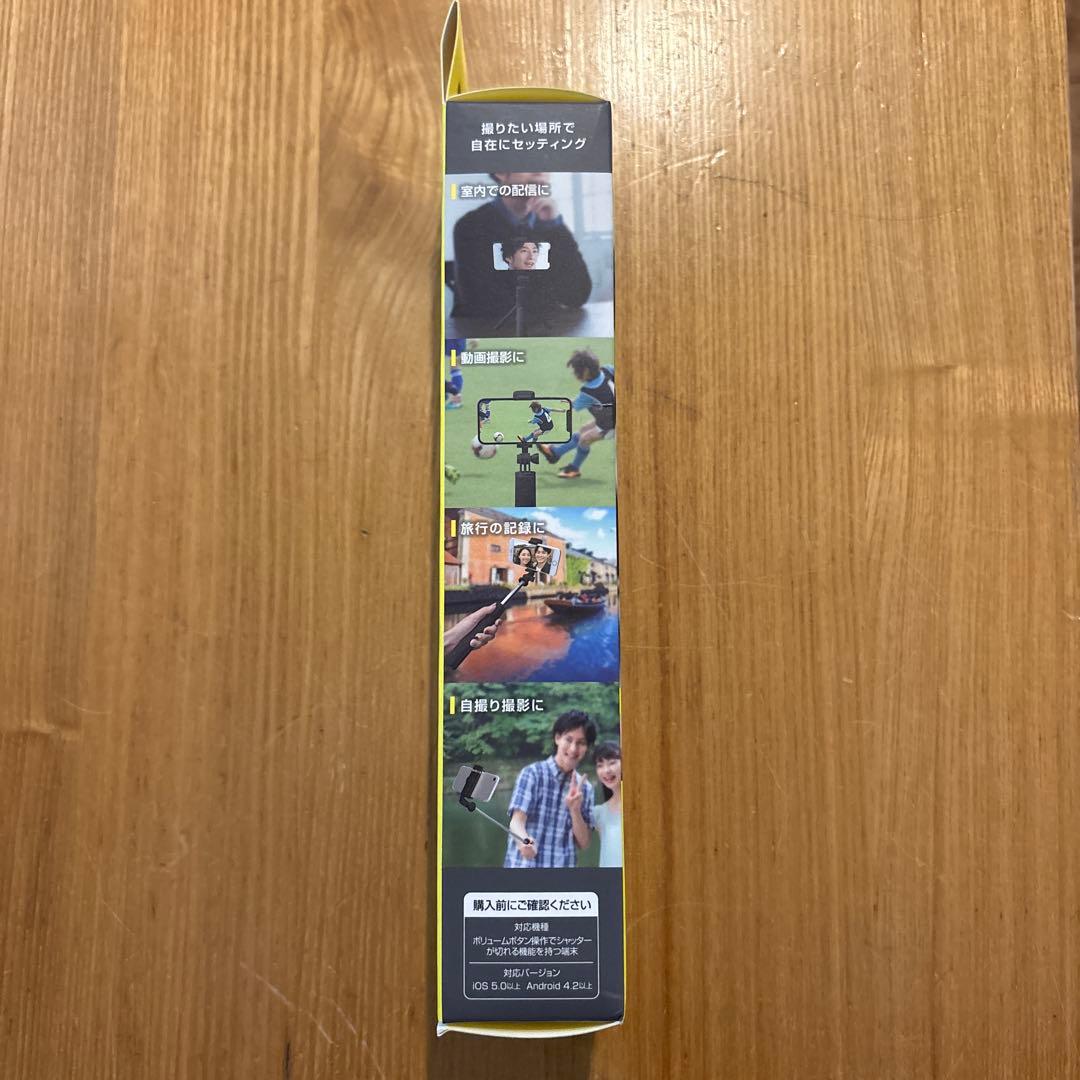 撮りたい場所で
自在にセッティング
室内での配信に
動画撮影に
旅行の記録に
自撮り撮影に
購入前にご確認ください
対応機種
ボリュームボタン操作でシャッター
が切れる機能を持つ端末
対応バージョン
iOS 5.0以上 Android 4.2以上